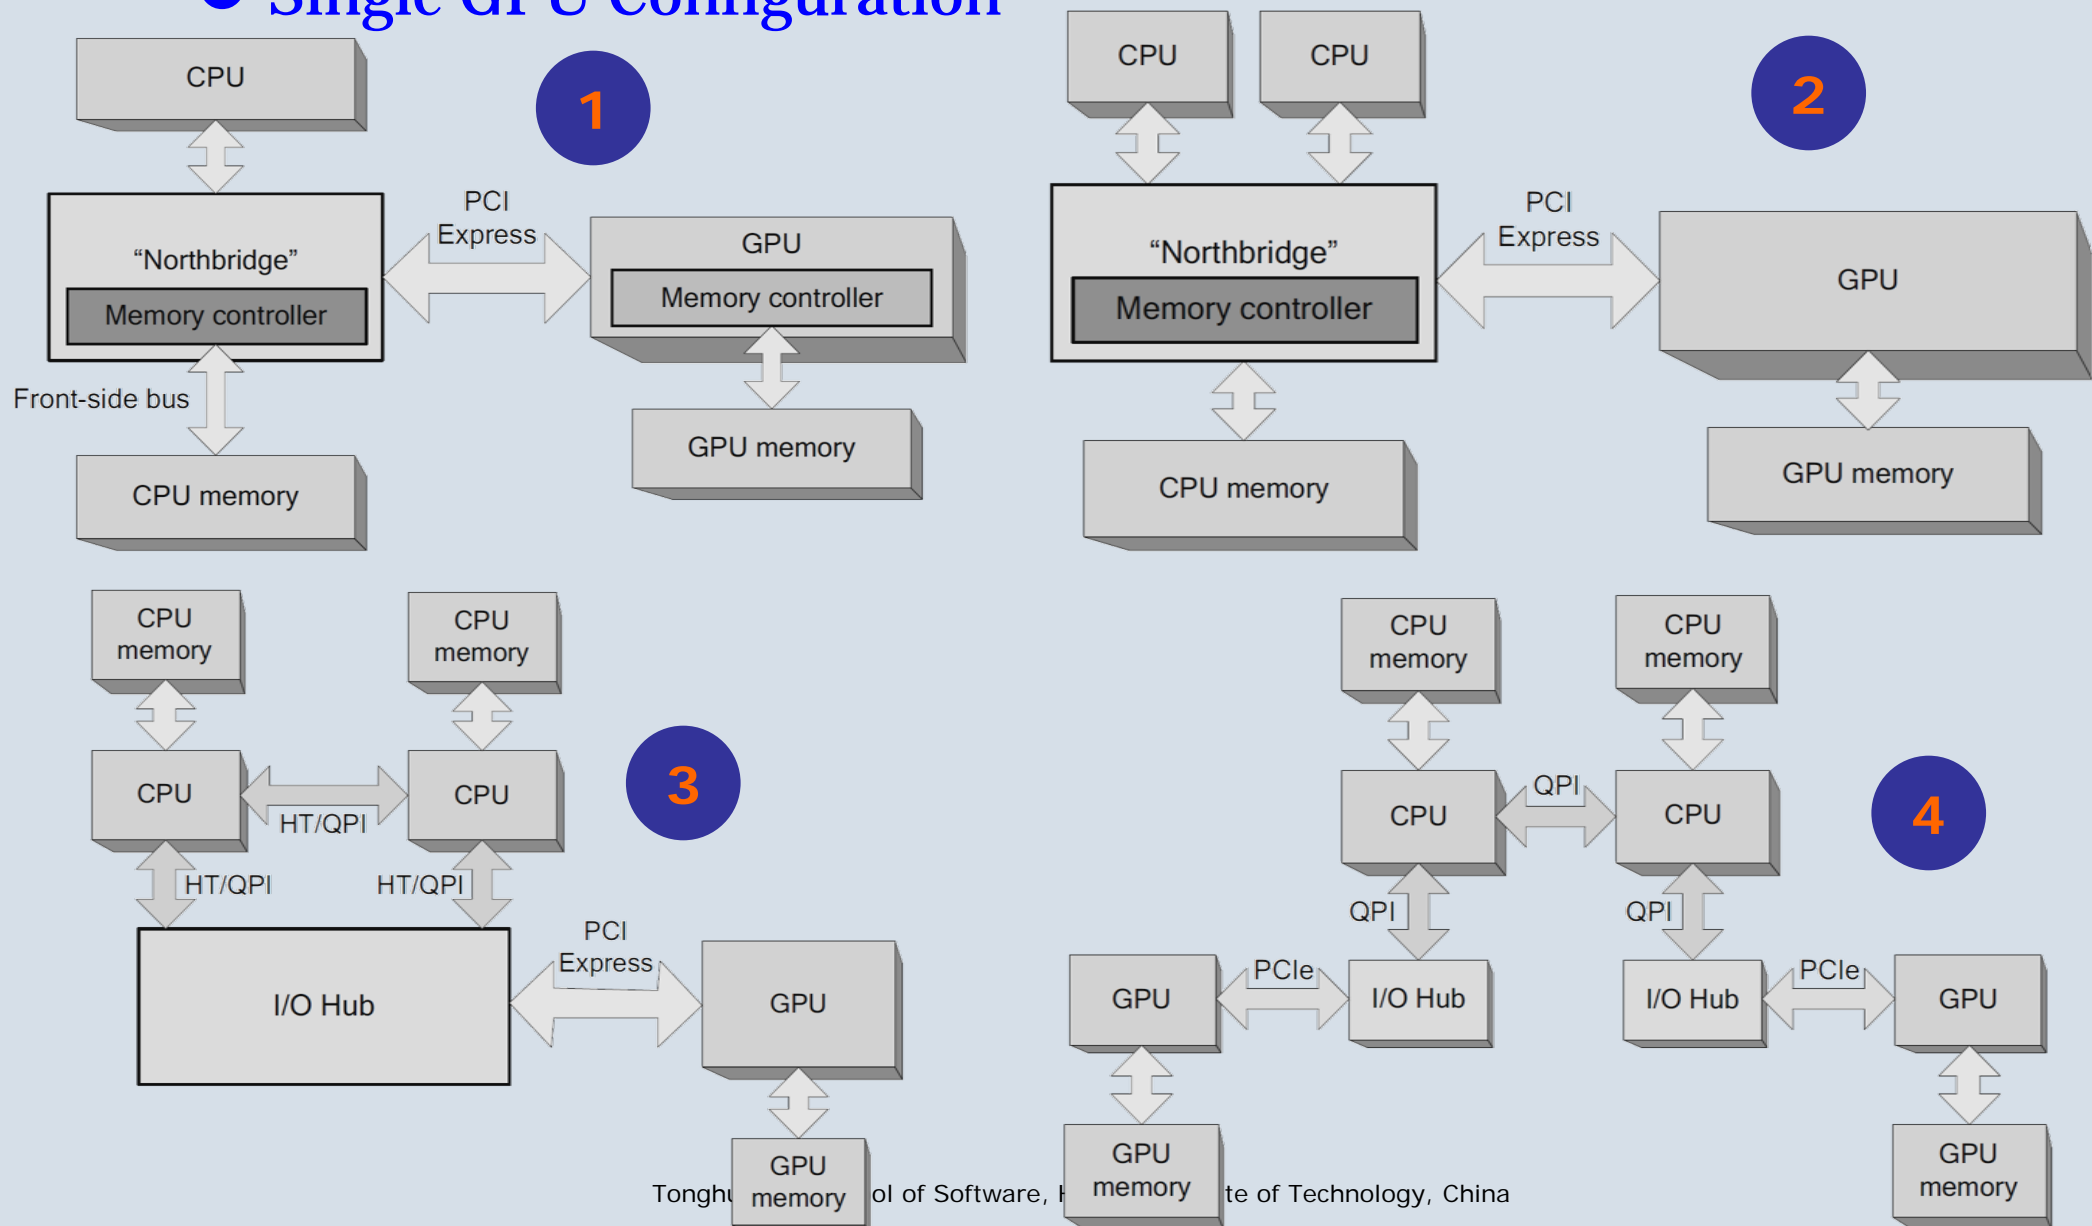 Single GPU Configuration
CPU
1
"Northbridge"
Memory controller
PCI
Express
GPU
Memory controller
Front-side bus
CPU memory
GPU memory
CPU
CPU
2
"Northbridge"
Memory controller
PCI
Express
GPU
CPU memory
GPU memory
CPU
memory
CPU
memory
CPU
HT/QPI
CPU
3
HT/QPI
HT/QPI
I/O Hub
PCI
Express
GPU
GPU
memory
CPU
memory
CPU
memory
CPU
QPI
CPU
4
QPI
QPI
GPU
PCIe
I/O Hub
I/O Hub
PCIe
GPU
GPU
memory
GPU
memory
of Software, of Technology, China